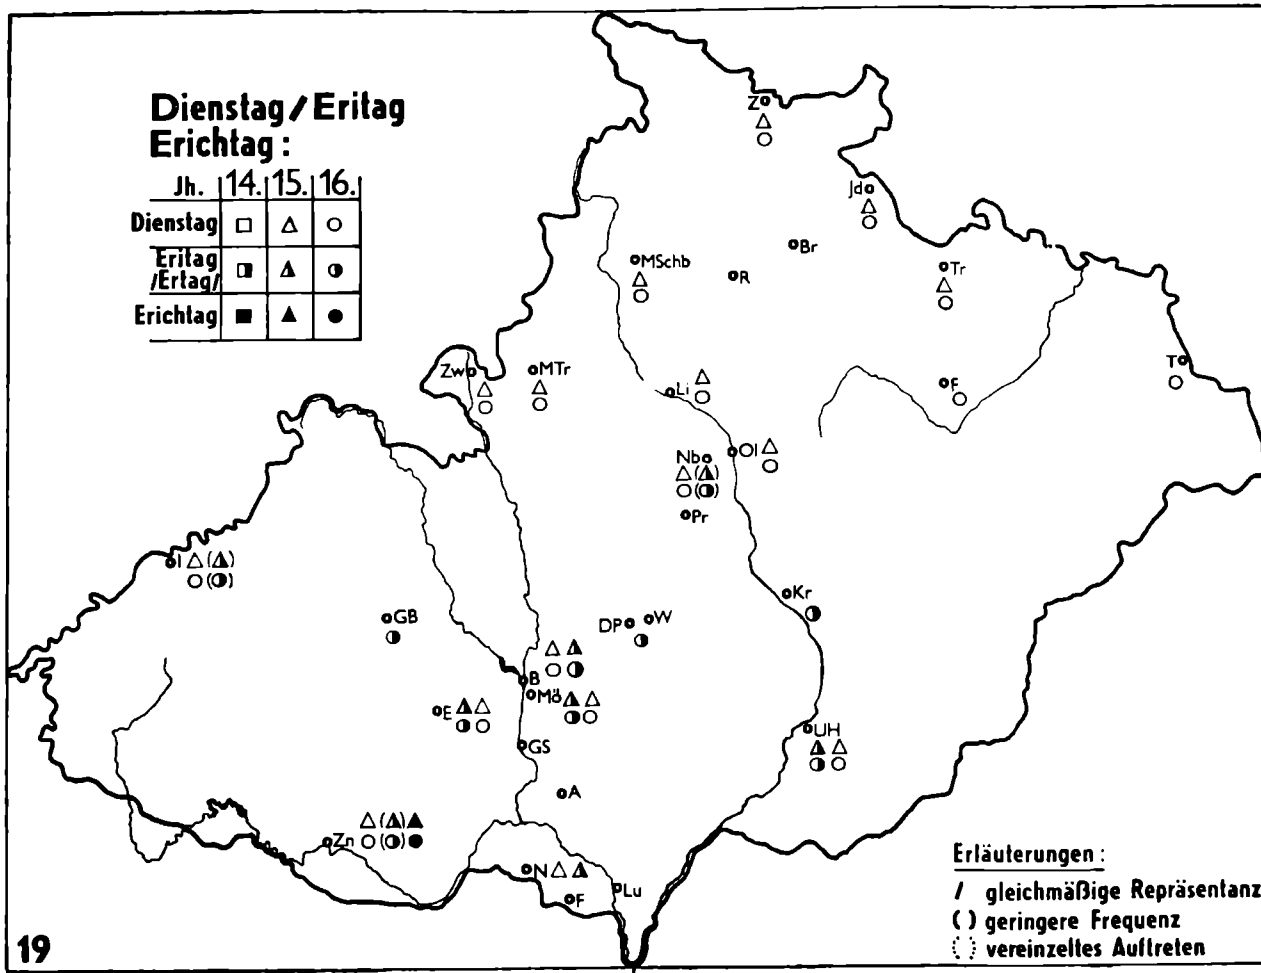 Dienstag / Eritag
Erichtag :
Jh. 14. 15. 16.
Dienstag □ △ ○
Eritag
/Ertag/ ◨ ◮ ◑
Erichtag ■ ▲ ●
Z
△
○
Jd
△
○
Br
MSchb
△
○
R
Tr
△
○
Zw △
○
MTr
△
○
Li △
○
F
○
T
○
Ol △
○
Nb
△ (◮)
○ (◑)
Pr
I △ (◮)
○ (◑)
GB
◑
DP W
◑
Kr
◑
△ ◮
○ ◑
B
Mö ◮ △
◑ ○
E ◮ △
◑ ○
GS
UH
◮ △
◑ ○
A
△ (◮) ▲
Zn ○ (◑) ●
N △ ◮
F
Lu
Erläuterungen :
/ gleichmäßige Repräsentanz
( ) geringere Frequenz
( ) vereinzeltes Auftreten
19